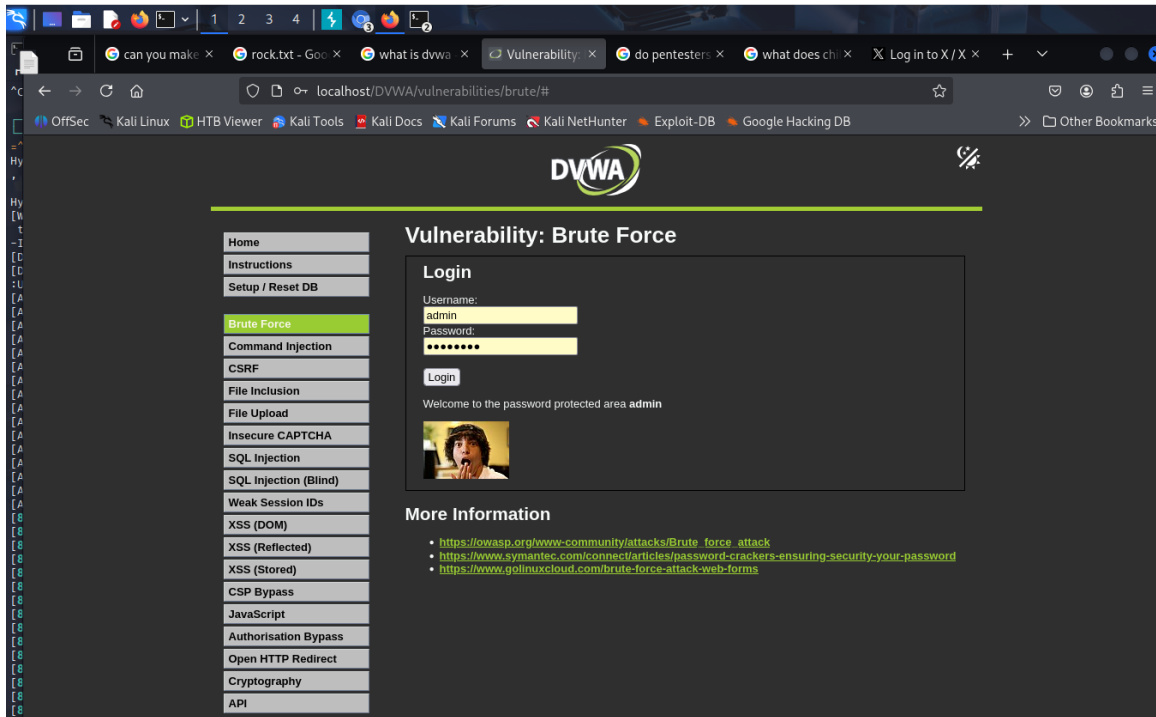 1 2 3 4
can you make
rock.txt - Goo
what is dvwa
Vulnerability:
do pentesters
what does chi
Log in to X / X
localhost/DVWA/vulnerabilities/brute/#
OffSec
Kali Linux
HTB Viewer
Kali Tools
Kali Docs
Kali Forums
Kali NetHunter
Exploit-DB
Google Hacking DB
Other Bookmarks
DVWA
Home
Instructions
Setup / Reset DB
Brute Force
Command Injection
CSRF
File Inclusion
File Upload
Insecure CAPTCHA
SQL Injection
SQL Injection (Blind)
Weak Session IDs
XSS (DOM)
XSS (Reflected)
XSS (Stored)
CSP Bypass
JavaScript
Authorisation Bypass
Open HTTP Redirect
Cryptography
API
Vulnerability: Brute Force
Login
Username:
admin
Password:
••••••••
Login
Welcome to the password protected area admin
More Information
https://owasp.org/www-community/attacks/Brute_force_attack
https://www.symantec.com/connect/articles/password-crackers-ensuring-security-your-password
https://www.golinuxcloud.com/brute-force-attack-web-forms